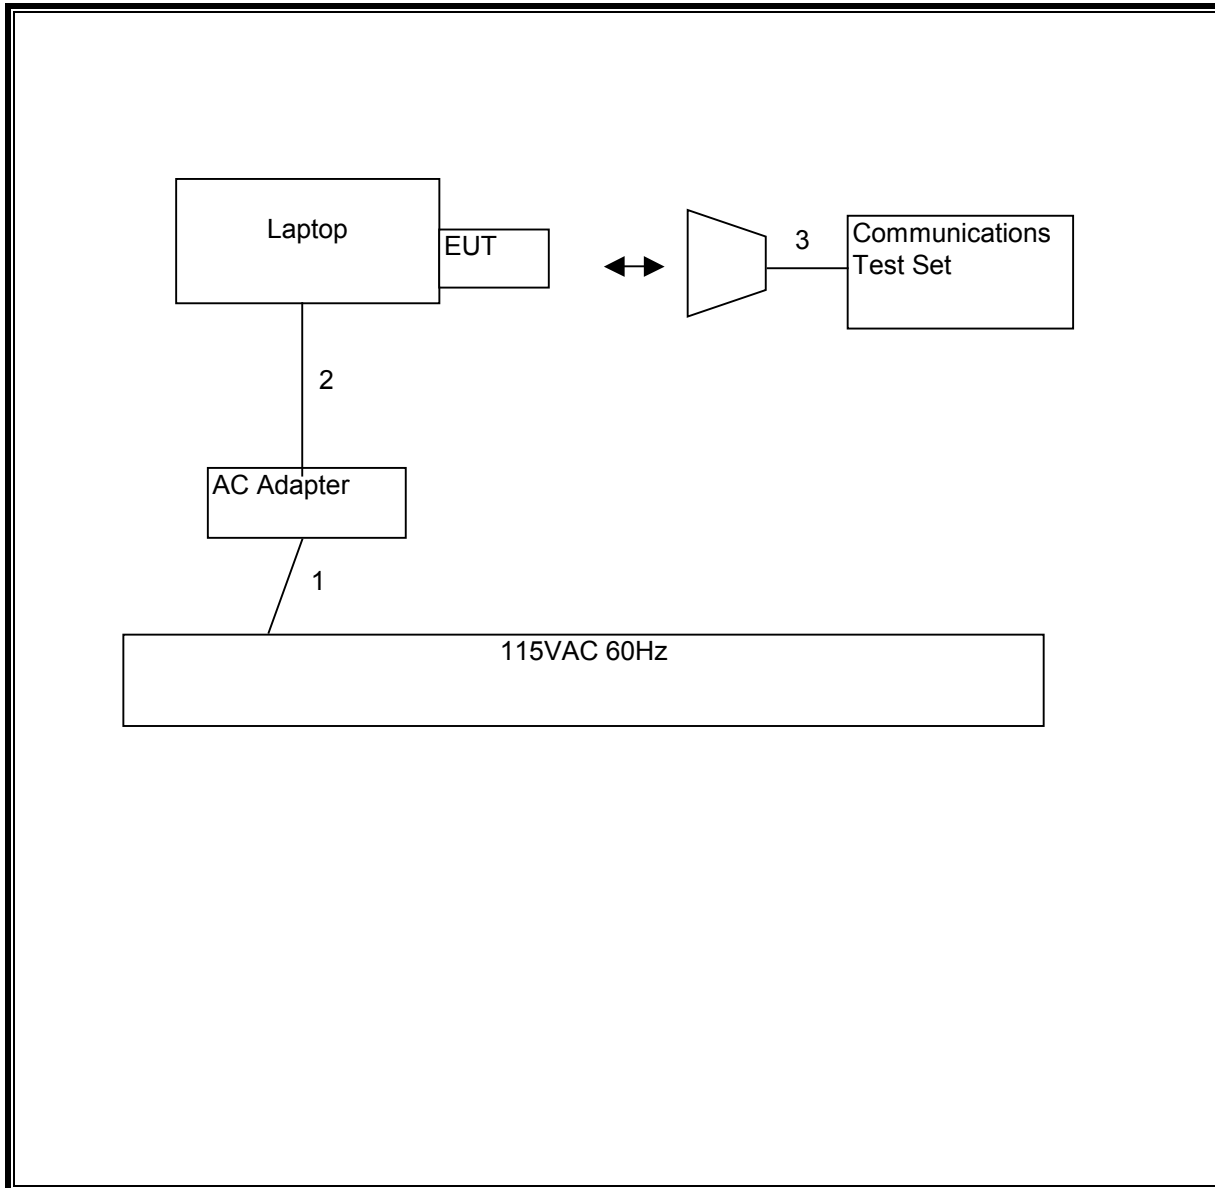 Laptop
EUT
3
Communications
Test Set
2
AC Adapter
1
115VAC 60Hz